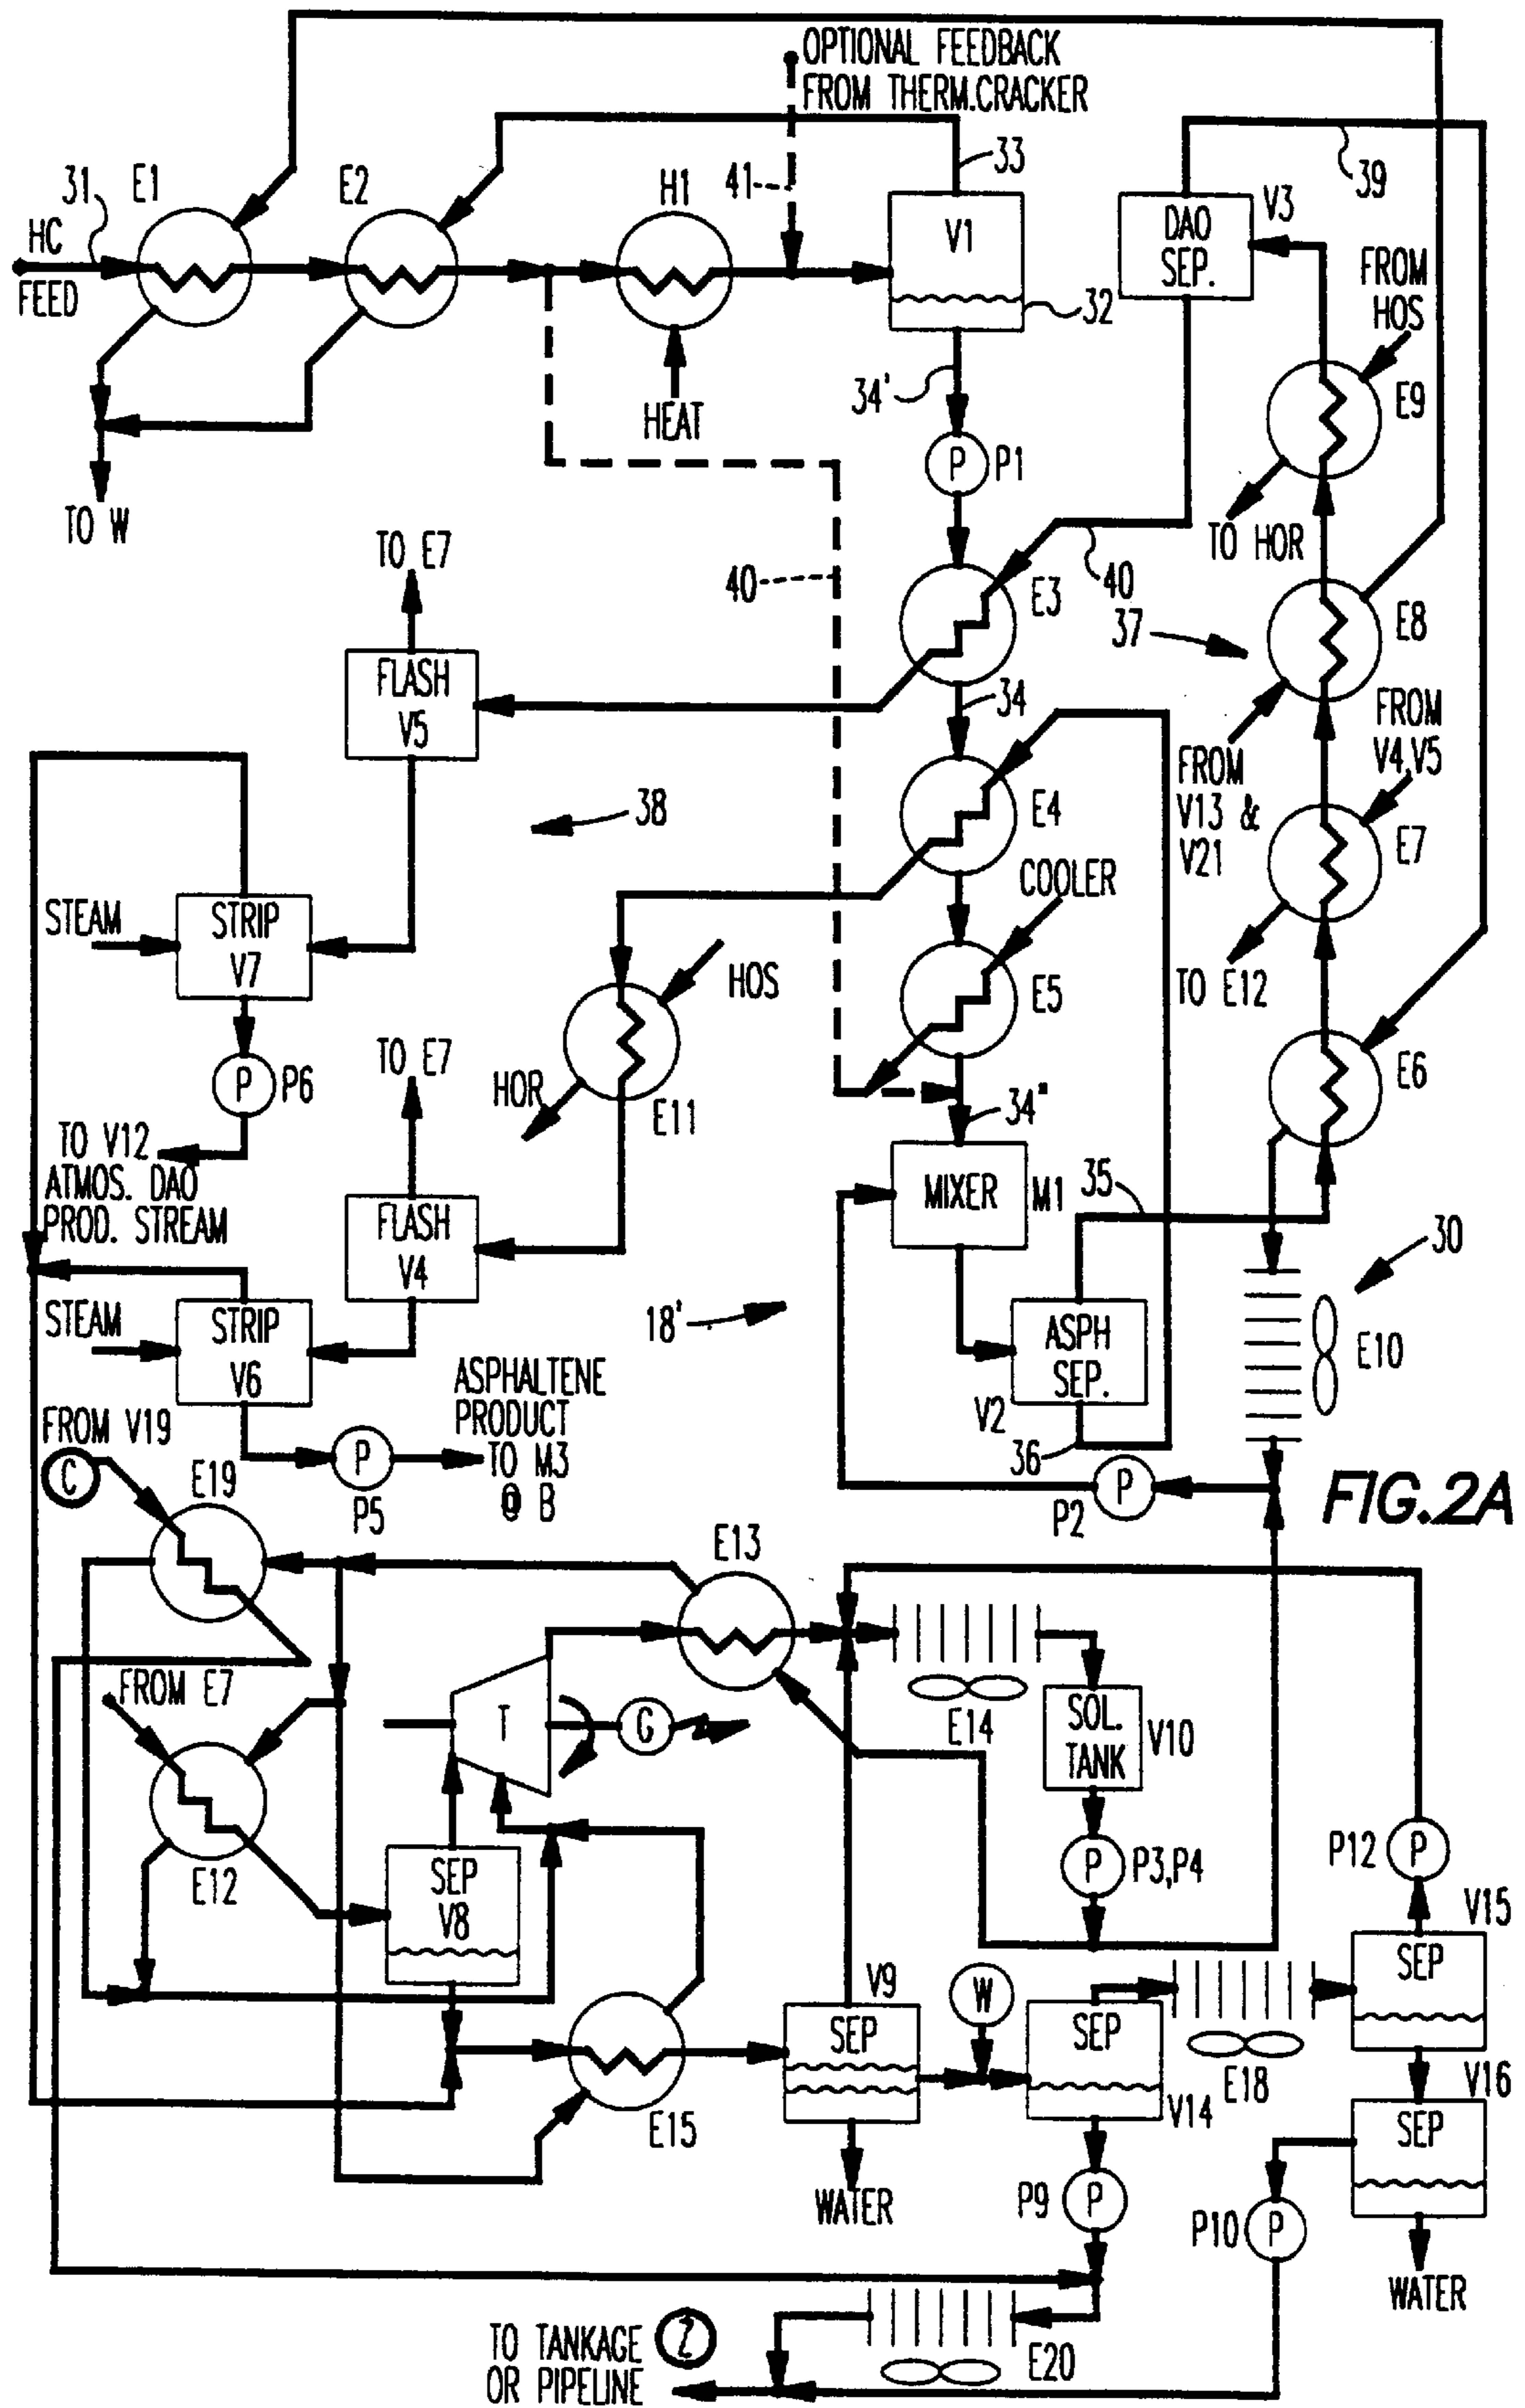 OPTIONAL FEEDBACK
FROM THERM.CRACKER
31
E1
E2
H1
41
33
39
HC
FEED
V1
DAO
SEP.
V3
32
FROM
HOS
34'
HEAT
E9
P
P1
TO W
TO HOR
TO E7
40
E3
40
37
E8
FLASH
V5
34
FROM
V4,V5
FROM
V13 &
V21
38
E4
E7
COOLER
STEAM
STRIP
V7
HOS
E5
TO E12
TO E7
P
P6
HOR
E11
E6
34"
TO V12
ATMOS. DAO
PROD. STREAM
FLASH
V4
MIXER
M1
35
30
STEAM
STRIP
V6
18'
ASPH
SEP.
V2
E10
ASPHALTENE
PRODUCT
TO M3
@ B
FROM V19
C
E19
P
P5
36
P2
P
FIG.2A
E13
FROM E7
T
G
E14
SOL.
TANK
V10
E12
SEP
V8
P
P3,P4
P12
P
V15
SEP
V9
SEP
W
SEP
V14
E18
V16
SEP
E15
WATER
P9
P
P10
P
WATER
TO TANKAGE
OR PIPELINE
Z
E20